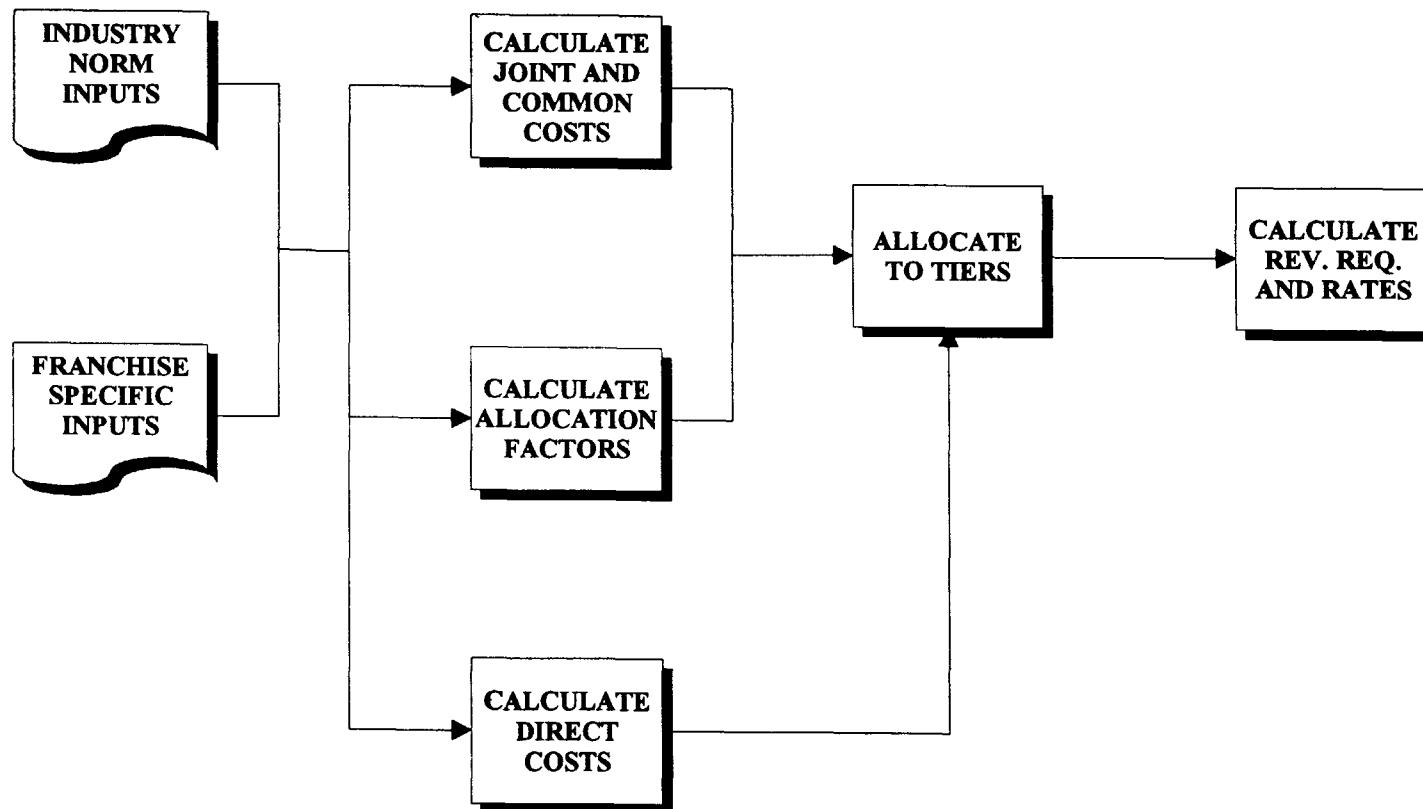 INDUSTRY
NORM
INPUTS
FRANCHISE
SPECIFIC
INPUTS
CALCULATE
JOINT AND
COMMON
COSTS
CALCULATE
ALLOCATION
FACTORS
CALCULATE
DIRECT
COSTS
ALLOCATE
TO TIERS
CALCULATE
REV. REQ.
AND RATES